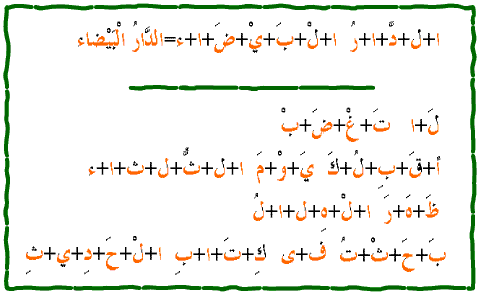 ا+ل+دَّ+ا+رُ ا+لْ+بَ+يْ+ضَ+ا+ء=الدَّارُ الْبَيْضاء
لَ+ا تَ+غْ+ضَ+بْ
أ+قَ+بِ+لُ+كَ يَ+وْ+مَ ا+ل+ثُّ+ل+ث+ا+ء
ظَ+هَ+رَ ا+لْ+ه+ل+ا+لُ
بَ+حَ+ثْ+تُ فَ+ى كِ+تَ+ا+بِ ا+لْ+حَ+دِ+ي+ثِ